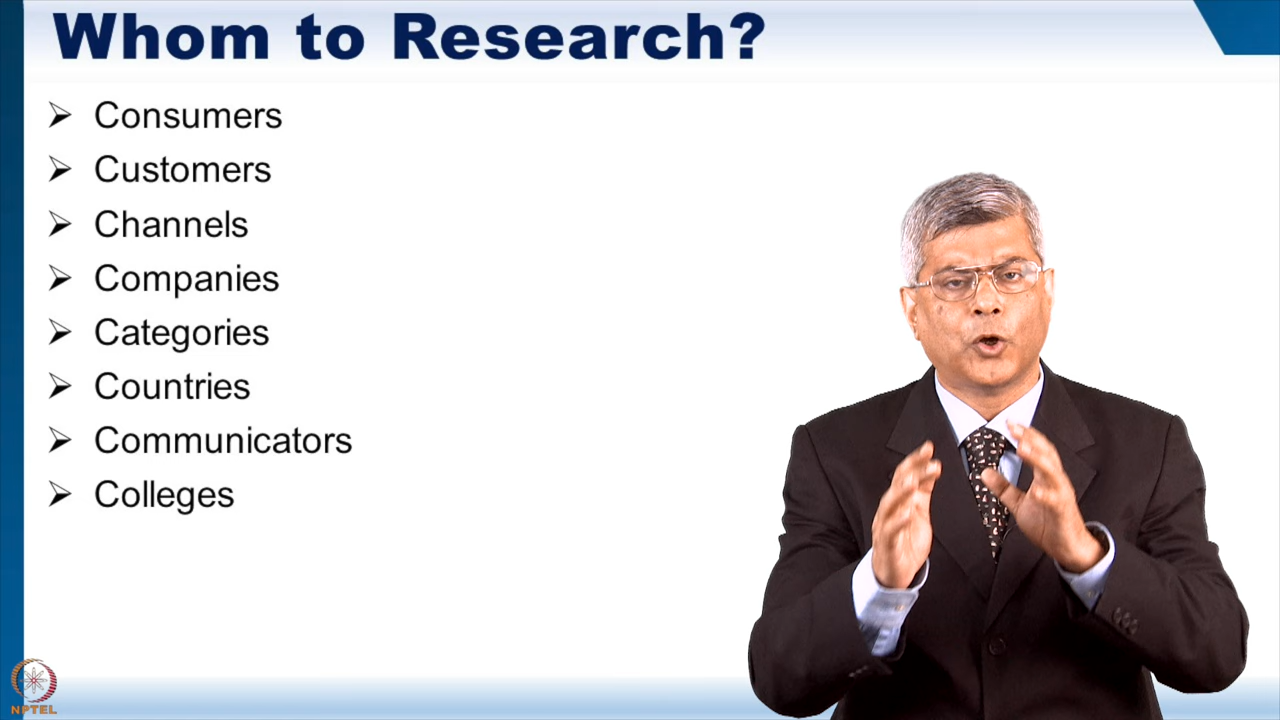 Whom to Research?
➢ Consumers
➢ Customers
➢ Channels
➢ Companies
➢ Categories
➢ Countries
➢ Communicators
➢ Colleges
NPTEL